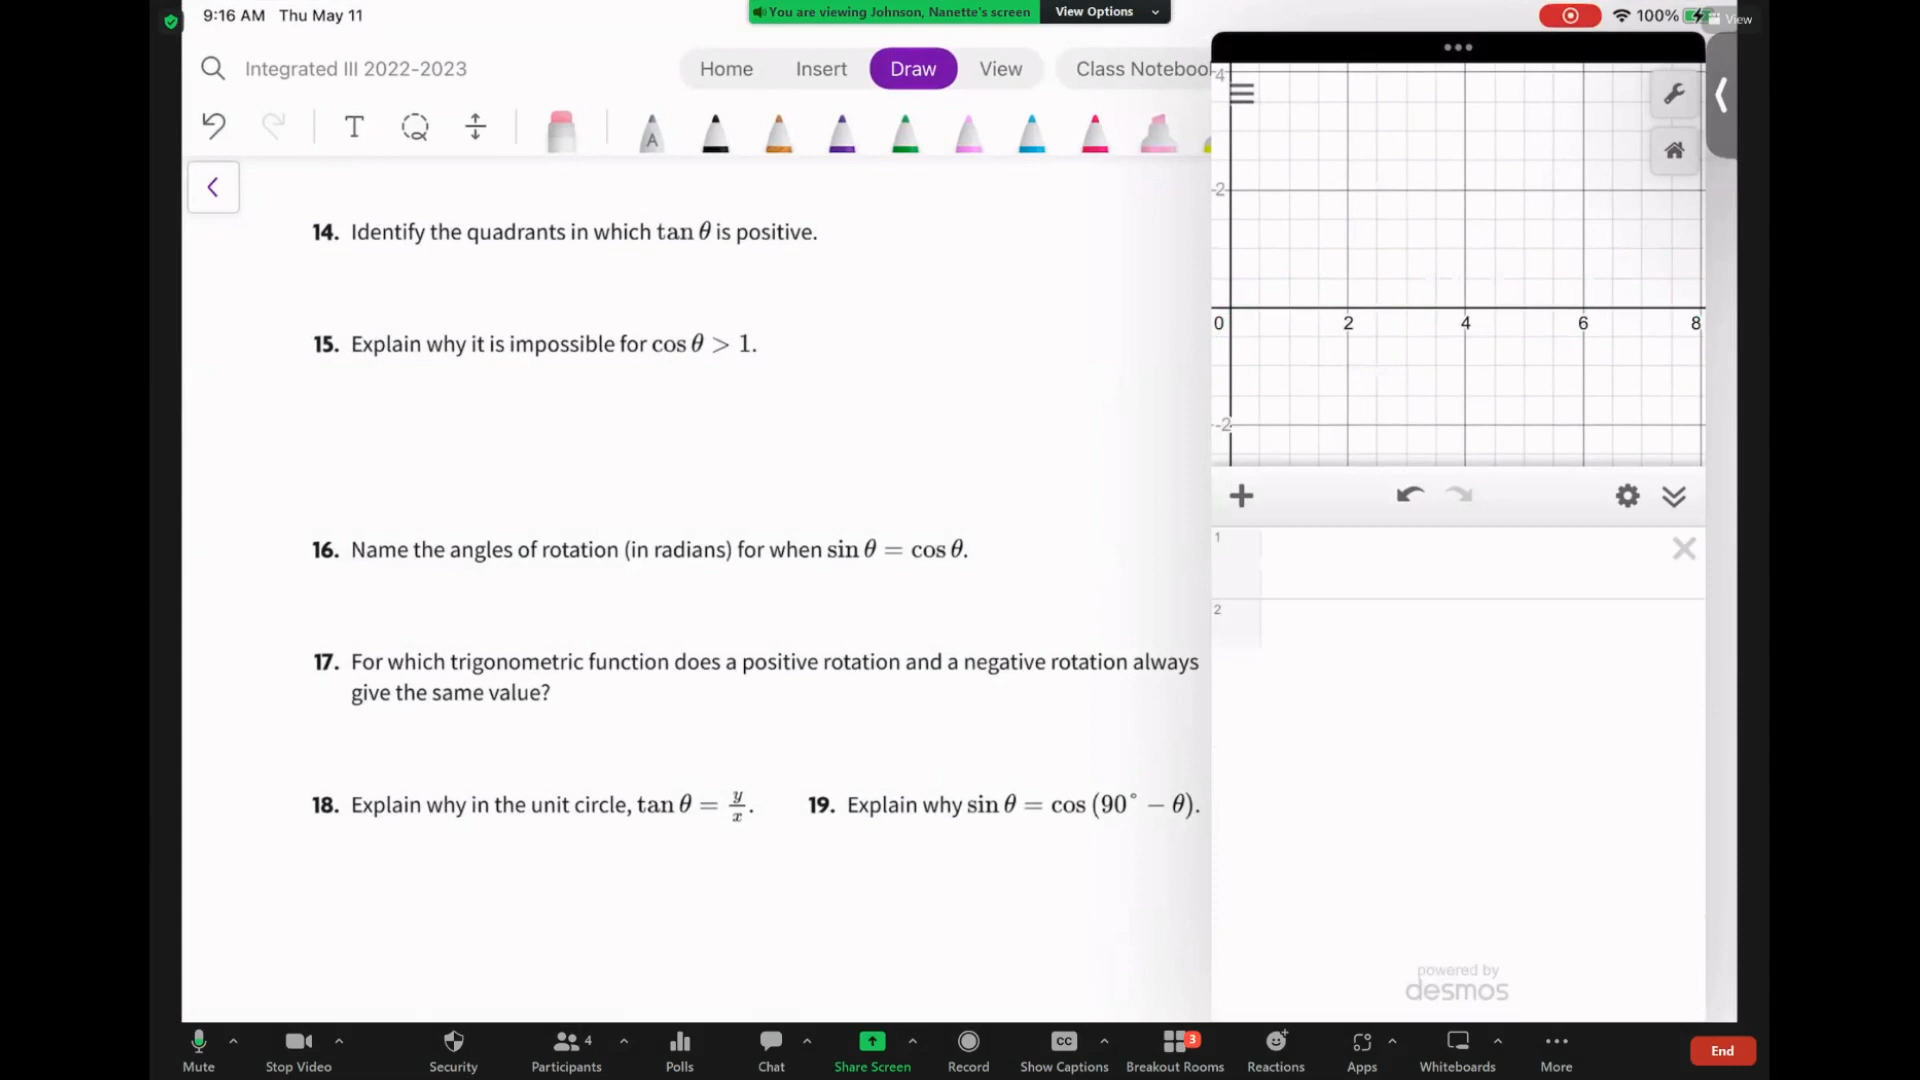 9:16 AM Thu May 11
You are viewing Johnson, Nanette's screen
View Options
100%
View
Integrated III 2022-2023
Home
Insert
Draw
View
Class Noteboo
A
14. Identify the quadrants in which tan θ is positive.
15. Explain why it is impossible for cos θ > 1.
16. Name the angles of rotation (in radians) for when sin θ = cos θ.
17. For which trigonometric function does a positive rotation and a negative rotation always
give the same value?
18. Explain why in the unit circle, tan θ = y/x.
19. Explain why sin θ = cos (90° − θ).
4
2
0
2
4
6
8
-2
1
2
powered by
desmos
Mute
Stop Video
Security
4
Participants
Polls
Chat
Share Screen
Record
CC
Show Captions
3
Breakout Rooms
Reactions
Apps
Whiteboards
More
End